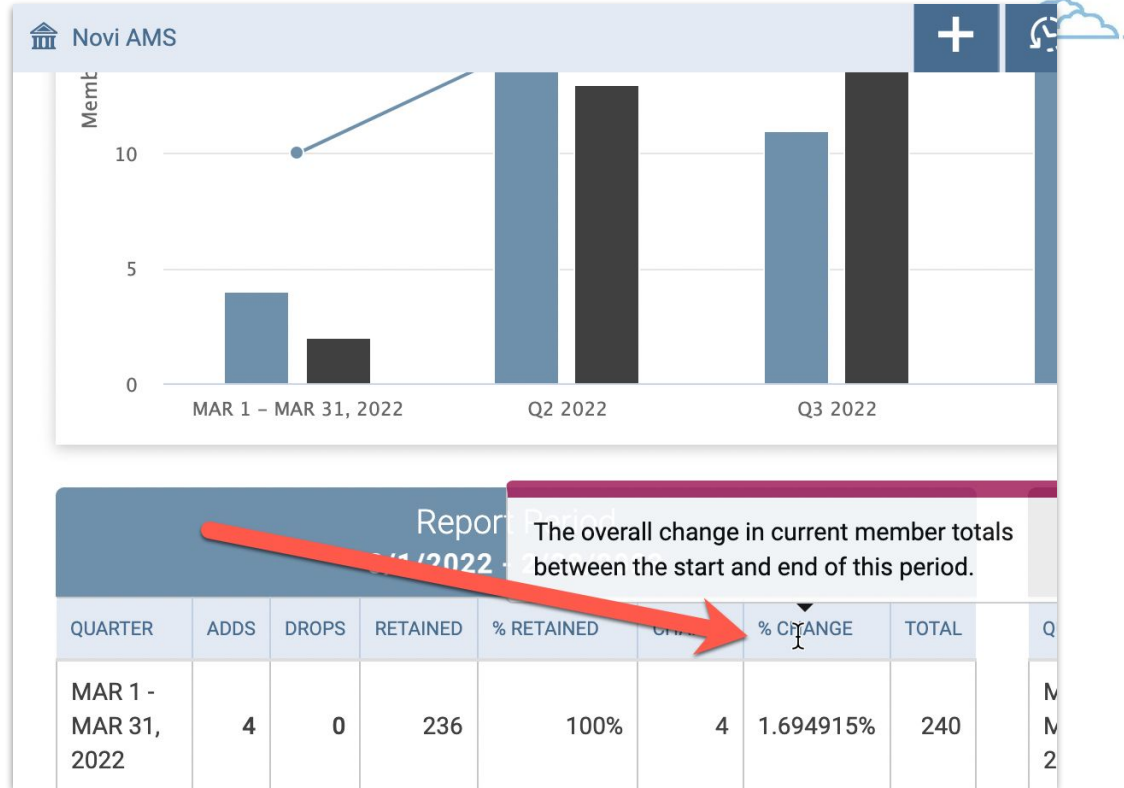 Novi AMS
Memb
10
5
0
MAR 1 – MAR 31, 2022
Q2 2022
Q3 2022
Report Period
The overall change in current member totals
between the start and end of this period.
QUARTER ADDS DROPS RETAINED % RETAINED % CHANGE TOTAL Q
MAR 1 -
MAR 31,
2022
4 0 236 100% 4 1.694915% 240
M
M
2